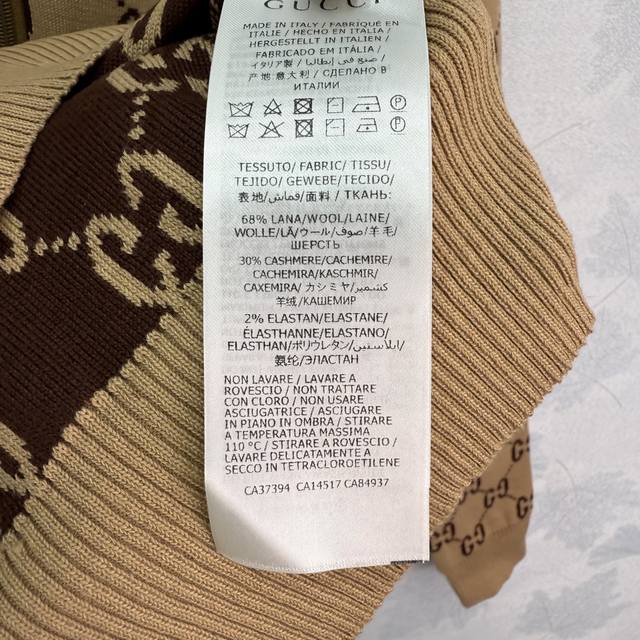 GUCCI
MADE IN ITALY / FABRIQUÉ EN
ITALIE / HECHO EN ITALIA /
HERGESTELLT IN ITALIEN /
FABRICADO EM ITÁLIA /
イタリア製 / صنع في إيطاليا /
产地:意大利 / СДЕЛАНО В
ИТАЛИИ
TESSUTO/ FABRIC/ TISSU/
TEJIDO/ GEWEBE/TECIDO/
表地/قماش/面料 / ТКАНЬ:
68% LANA/WOOL/LAINE/
WOLLE/LÃ/ウール/صوف/羊毛/
ШЕРСТЬ
30% CASHMERE/CACHEMIRE/
CACHEMIRA/KASCHMIR/
CAXEMIRA/ カシミヤ/كشمير/
羊绒/КАШЕМИР
2% ELASTAN/ELASTANE/
ÉLASTHANNE/ELASTANO/
ELASTHAN/ポリウレタン/إيلاستين/
氨纶/ЭЛАСТАН
NON LAVARE / LAVARE A
ROVESCIO / NON TRATTARE
CON CLORO / NON USARE
ASCIUGATRICE / ASCIUGARE
IN PIANO IN OMBRA / STIRARE
A TEMPERATURA MASSIMA
110 °C / STIRARE A ROVESCIO /
LAVARE DELICATAMENTE A
SECCO IN TETRACLOROETILENE
CA37394 CA14517 CA84937